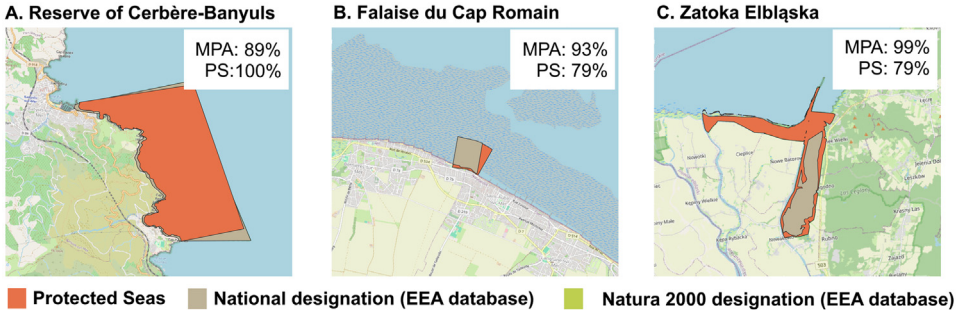 A. Reserve of Cerbère-Banyuls
B. Falaise du Cap Romain
C. Zatoka Elbląska
MPA: 89%
PS:100%
MPA: 93%
PS: 79%
MPA: 99%
PS: 79%
Protected Seas
National designation (EEA database)
Natura 2000 designation (EEA database)